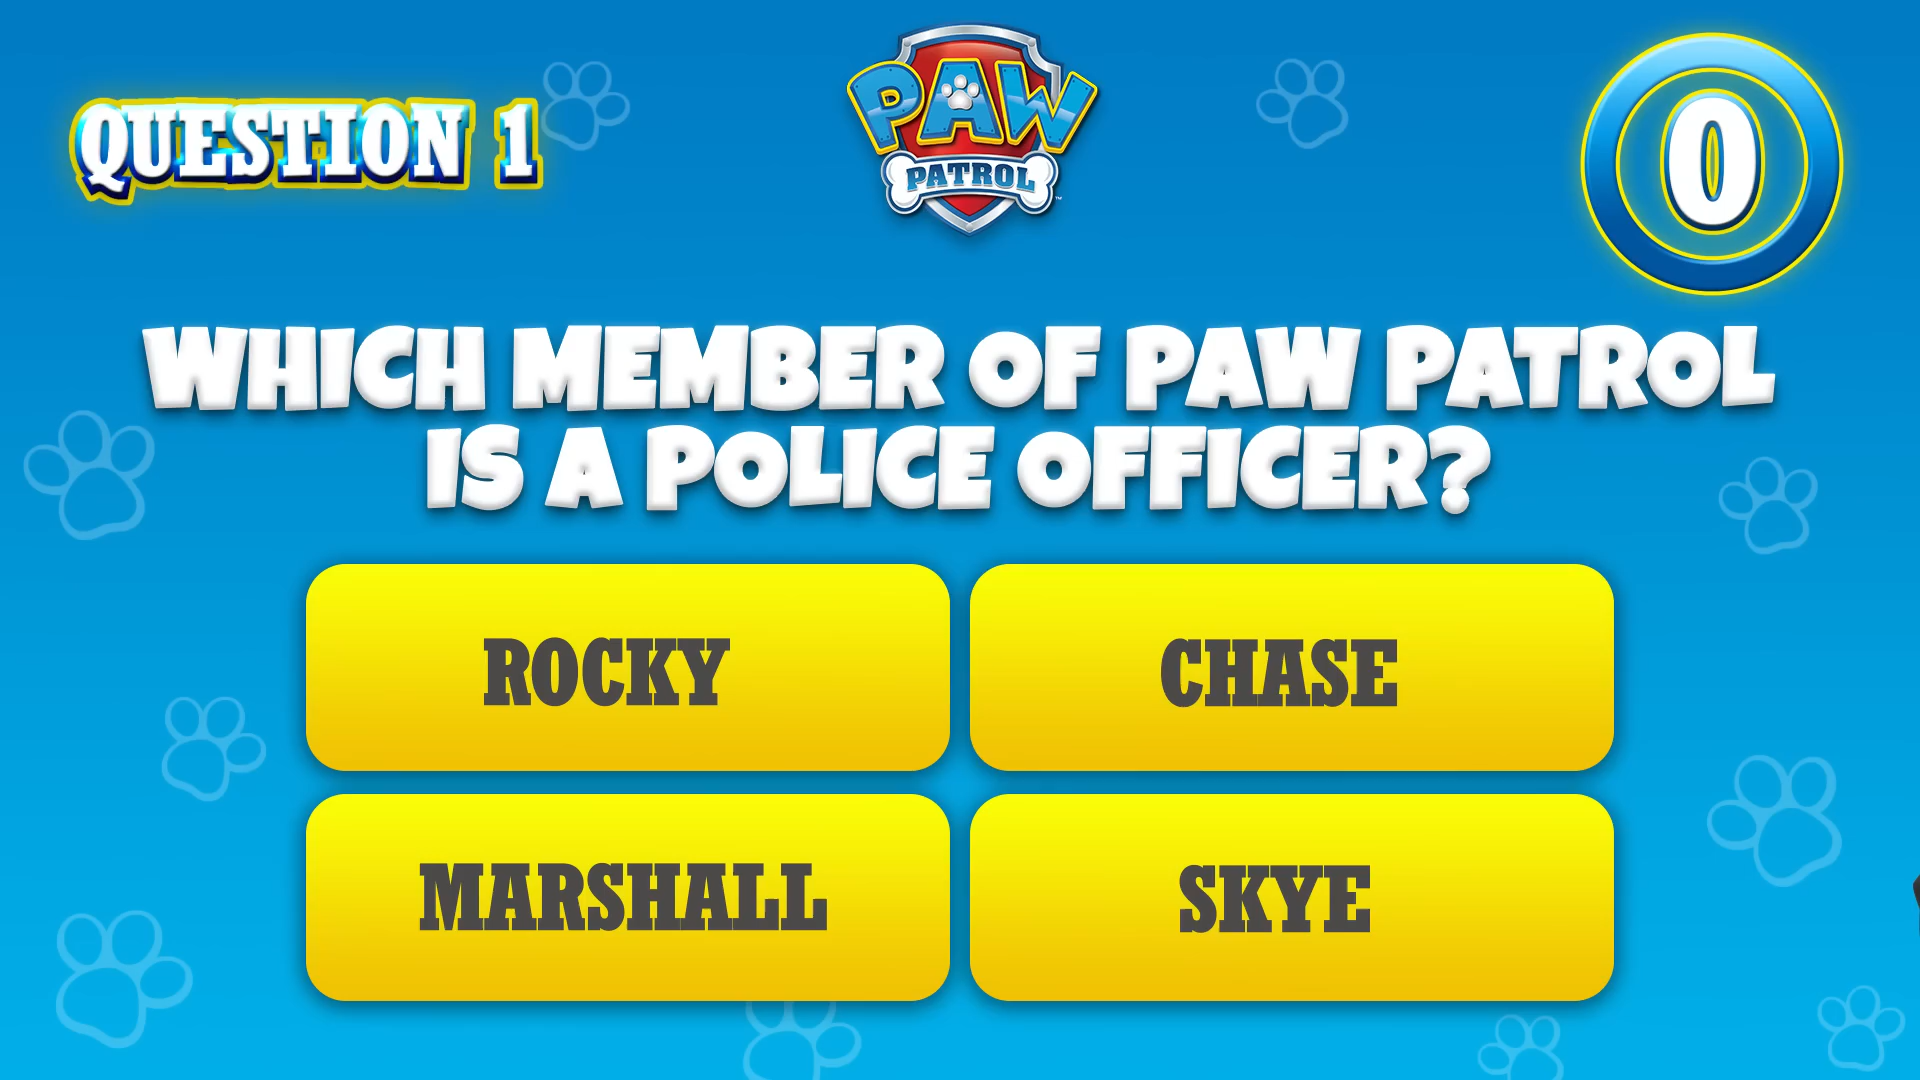 PAW
PATROL
QUESTION 1
0
WHICH MEMBER OF PAW PATROL
IS A POLICE OFFICER?
ROCKY
CHASE
MARSHALL
SKYE